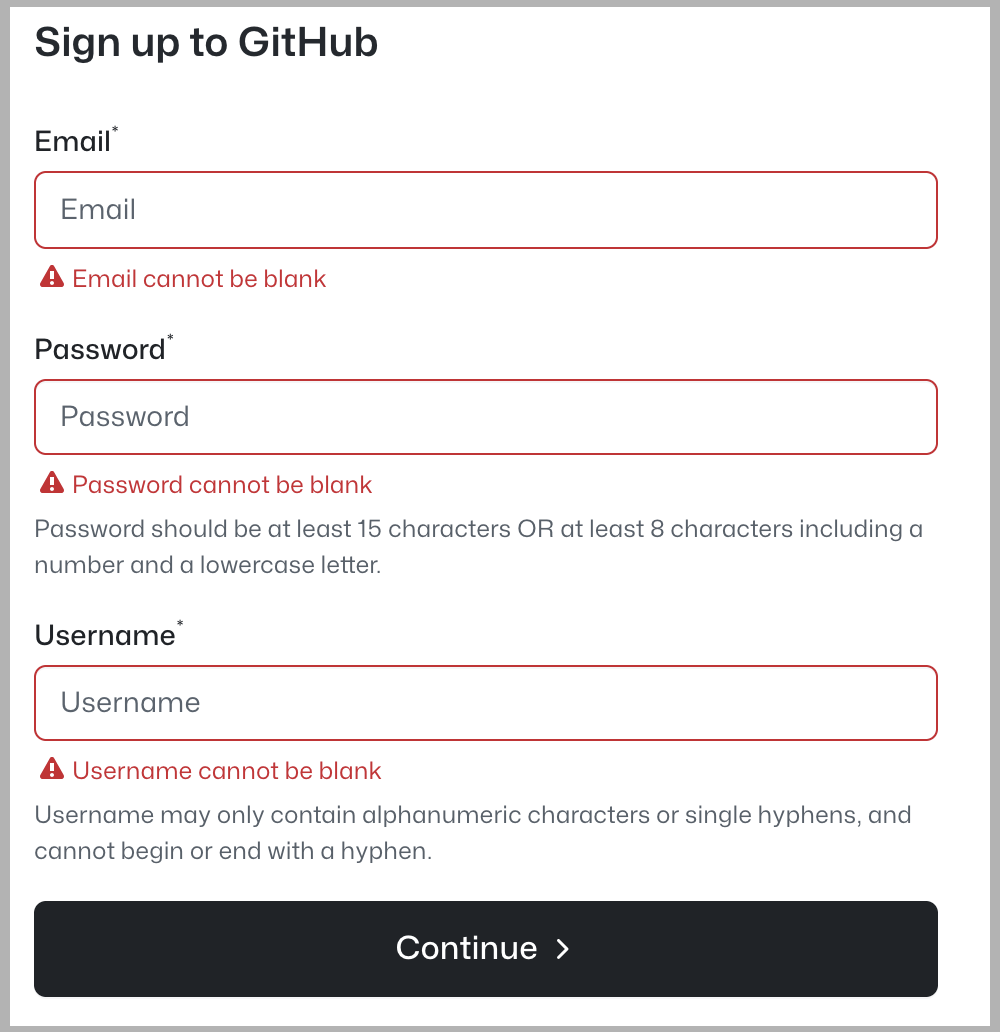 Sign up to GitHub
Email*
Email
Email cannot be blank
Password*
Password
Password cannot be blank
Password should be at least 15 characters OR at least 8 characters including a
number and a lowercase letter.
Username*
Username
Username cannot be blank
Username may only contain alphanumeric characters or single hyphens, and
cannot begin or end with a hyphen.
Continue